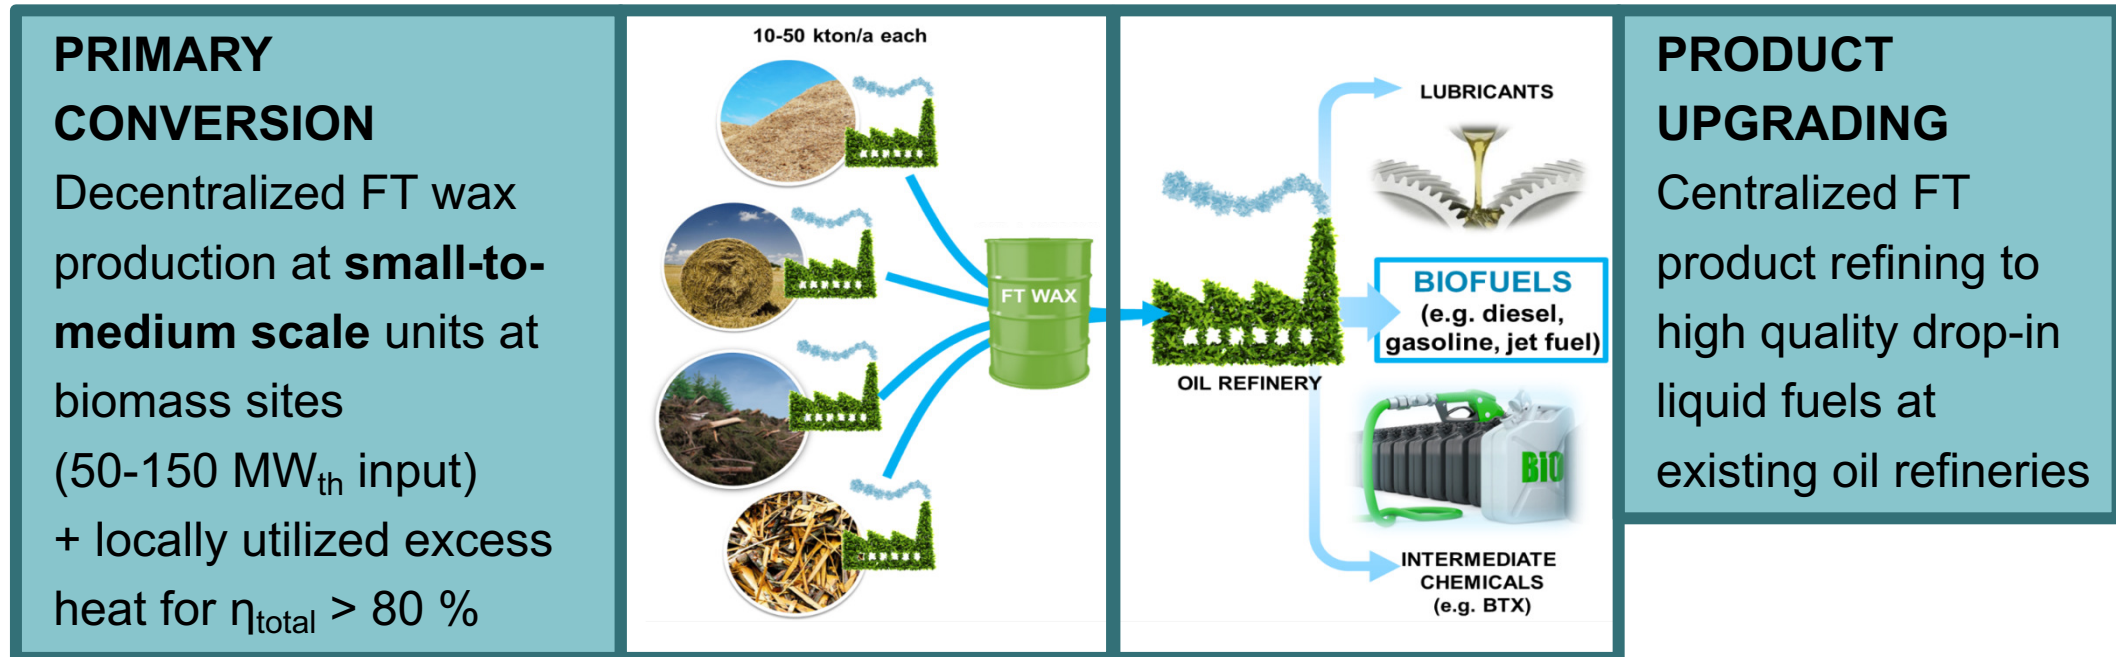 PRIMARY
CONVERSION
Decentralized FT wax
production at small-to-
medium scale units at
biomass sites
(50-150 MWth input)
+ locally utilized excess
heat for ηtotal > 80 %
10-50 kton/a each
FT WAX
OIL REFINERY
LUBRICANTS
BIOFUELS
(e.g. diesel,
gasoline, jet fuel)
BIO
INTERMEDIATE
CHEMICALS
(e.g. BTX)
PRODUCT
UPGRADING
Centralized FT
product refining to
high quality drop-in
liquid fuels at
existing oil refineries